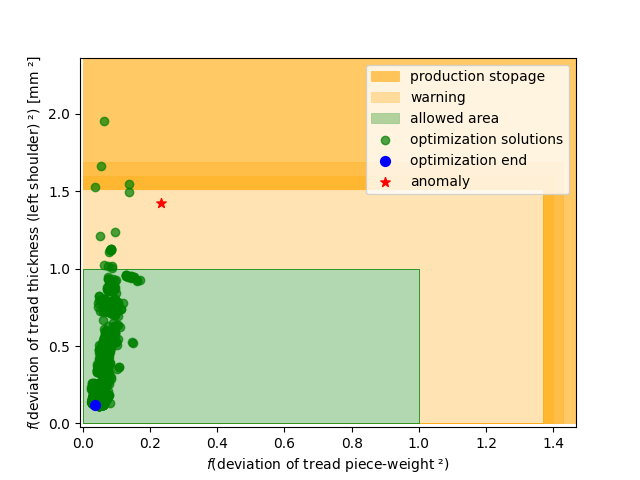 production stopage
warning
allowed area
optimization solutions
optimization end
anomaly
f(deviation of tread thickness (left shoulder) ²) [mm ²]
2.0
1.5
1.0
0.5
0.0
0.0 0.2 0.4 0.6 0.8 1.0 1.2 1.4
f(deviation of tread piece-weight ²)